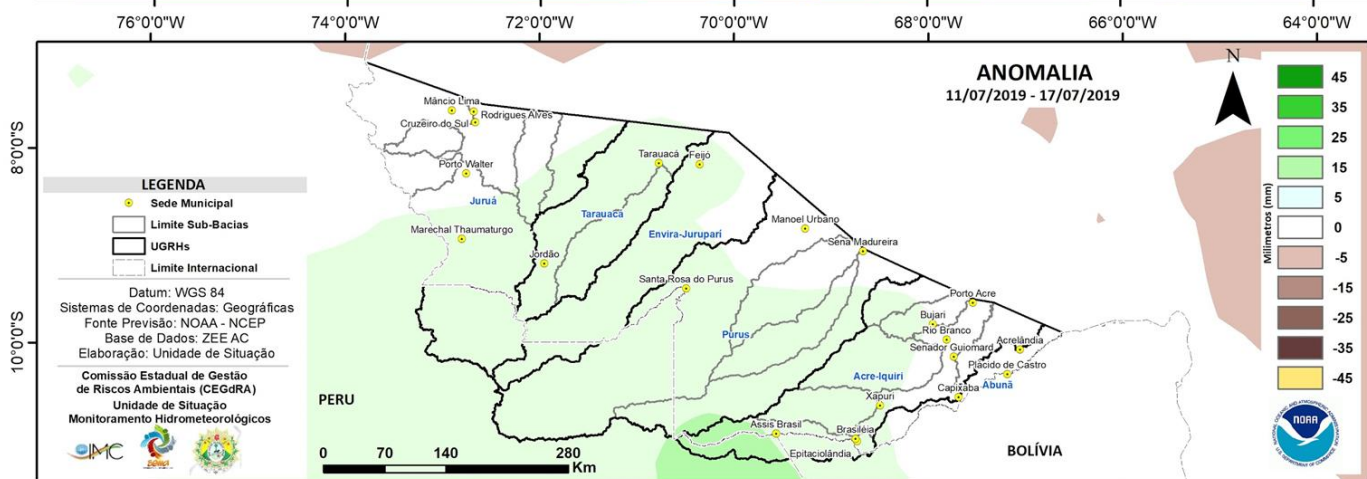 76°0'0"W 74°0'0"W 72°0'0"W 70°0'0"W 68°0'0"W 66°0'0"W 64°0'0"W
8°0'0"S
10°0'0"S
ANOMALIA
11/07/2019 - 17/07/2019
N
Mâncio Lima
Rodrigues Alves
Cruzeiro do Sul
Porto Walter
Juruá
Marechal Thaumaturgo
Tarauacá
Feijó
Tarauacá
Envira-Jurupari
Jordão
Manoel Urbano
Sena Madureira
Santa Rosa do Purus
Purus
Porto Acre
Bujari
Rio Branco
Senador Guiomard
Acrelândia
Plácido de Castro
Abunã
Acre-Iquiri
Capixaba
Xapuri
Assis Brasil
Brasiléia
Epitaciolândia
PERU
BOLÍVIA
0 70 140 280
Km
LEGENDA
Sede Municipal
Limite Sub-Bacias
UGRHs
Limite Internacional
Datum: WGS 84
Sistemas de Coordenadas: Geográficas
Fonte Previsão: NOAA - NCEP
Base de Dados: ZEE AC
Elaboração: Unidade de Situação
Comissão Estadual de Gestão
de Riscos Ambientais (CEGdRA)
Unidade de Situação
Monitoramento Hidrometeorológicos
IMC
Milímetros (mm)
45
35
25
15
5
0
-5
-15
-25
-35
-45
NOAA